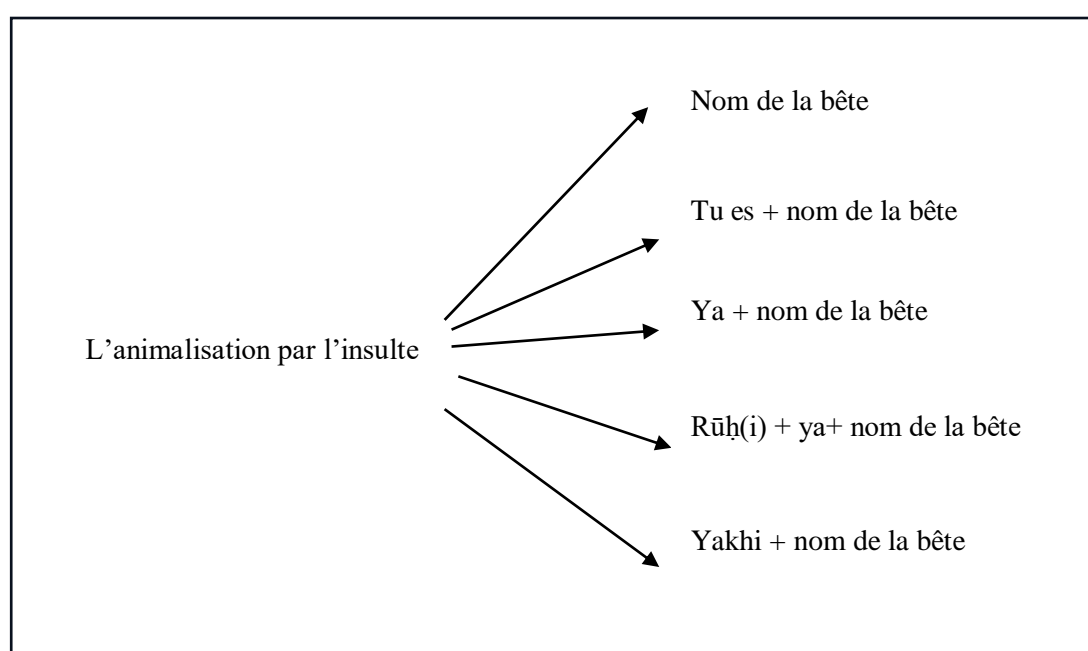 Nom de la bête
Tu es + nom de la bête
Ya + nom de la bête
L’animalisation par l’insulte
Rūḥ(i) + ya+ nom de la bête
Yakhi + nom de la bête